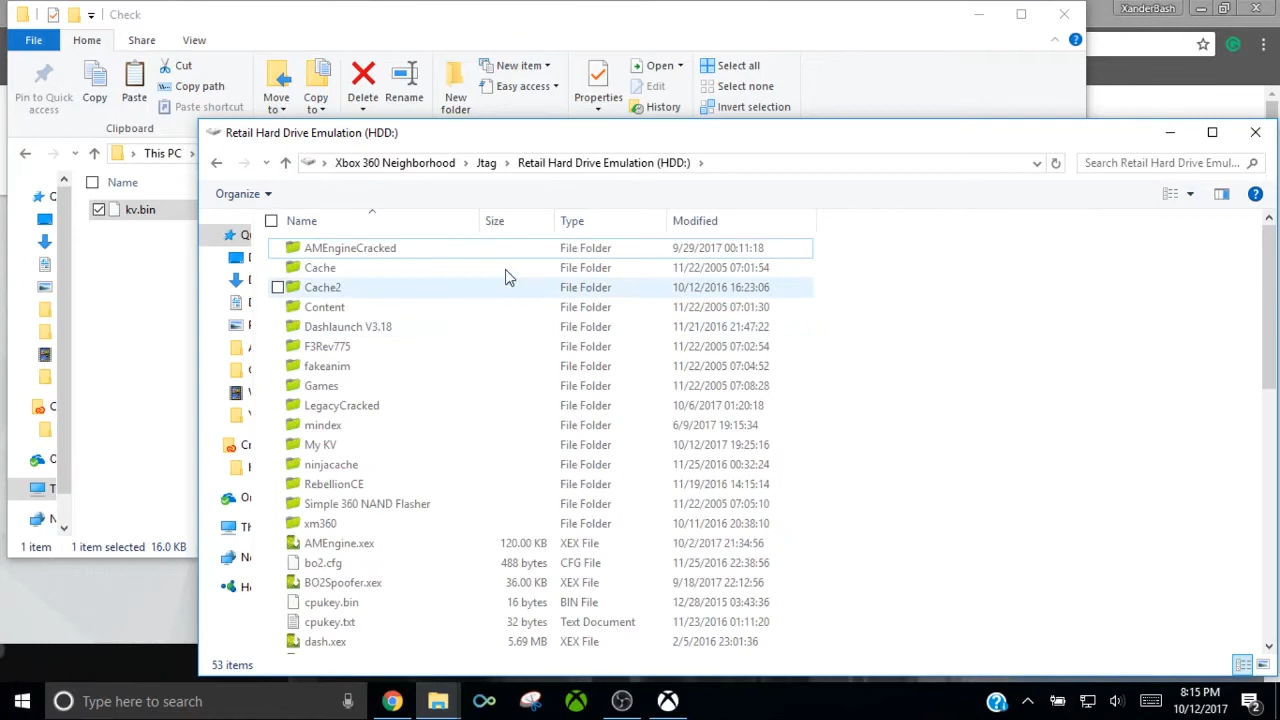 Check
XanderBash
File Home Share View
Pin to Quick access
Copy
Paste
Cut
Copy path
Paste shortcut
Clipboard
Move to
Copy to
Delete
Rename
New folder
New item
Easy access
Properties
Open
Edit
History
Select all
Select none
Invert selection
This PC
Name
kv.bin
1 item 1 item selected 16.0 KB
Retail Hard Drive Emulation (HDD:)
Xbox 360 Neighborhood Jtag Retail Hard Drive Emulation (HDD:)
Search Retail Hard Drive Emul...
Organize
Name Size Type Modified
AMEngineCracked File Folder 9/29/2017 00:11:18
Cache File Folder 11/22/2005 07:01:54
Cache2 File Folder 10/12/2016 16:23:06
Content File Folder 11/22/2005 07:01:30
Dashlaunch V3.18 File Folder 11/21/2016 21:47:22
F3Rev775 File Folder 11/22/2005 07:02:54
fakeanim File Folder 11/22/2005 07:04:52
Games File Folder 11/22/2005 07:08:28
LegacyCracked File Folder 10/6/2017 01:20:18
mindex File Folder 6/9/2017 19:15:34
My KV File Folder 10/12/2017 19:25:16
ninjacache File Folder 11/25/2016 00:32:24
RebellionCE File Folder 11/19/2016 14:15:14
Simple 360 NAND Flasher File Folder 11/22/2005 07:05:10
xm360 File Folder 10/11/2016 20:38:10
AMEngine.xex 120.00 KB XEX File 10/2/2017 21:34:56
bo2.cfg 488 bytes CFG File 11/25/2016 22:38:56
BO2Spoofer.xex 36.00 KB XEX File 9/18/2017 22:12:56
cpukey.bin 16 bytes BIN File 12/28/2015 03:43:36
cpukey.txt 32 bytes Text Document 11/23/2016 01:11:20
dash.xex 5.69 MB XEX File 2/5/2016 23:01:36
53 items
Type here to search
8:15 PM
10/12/2017
2